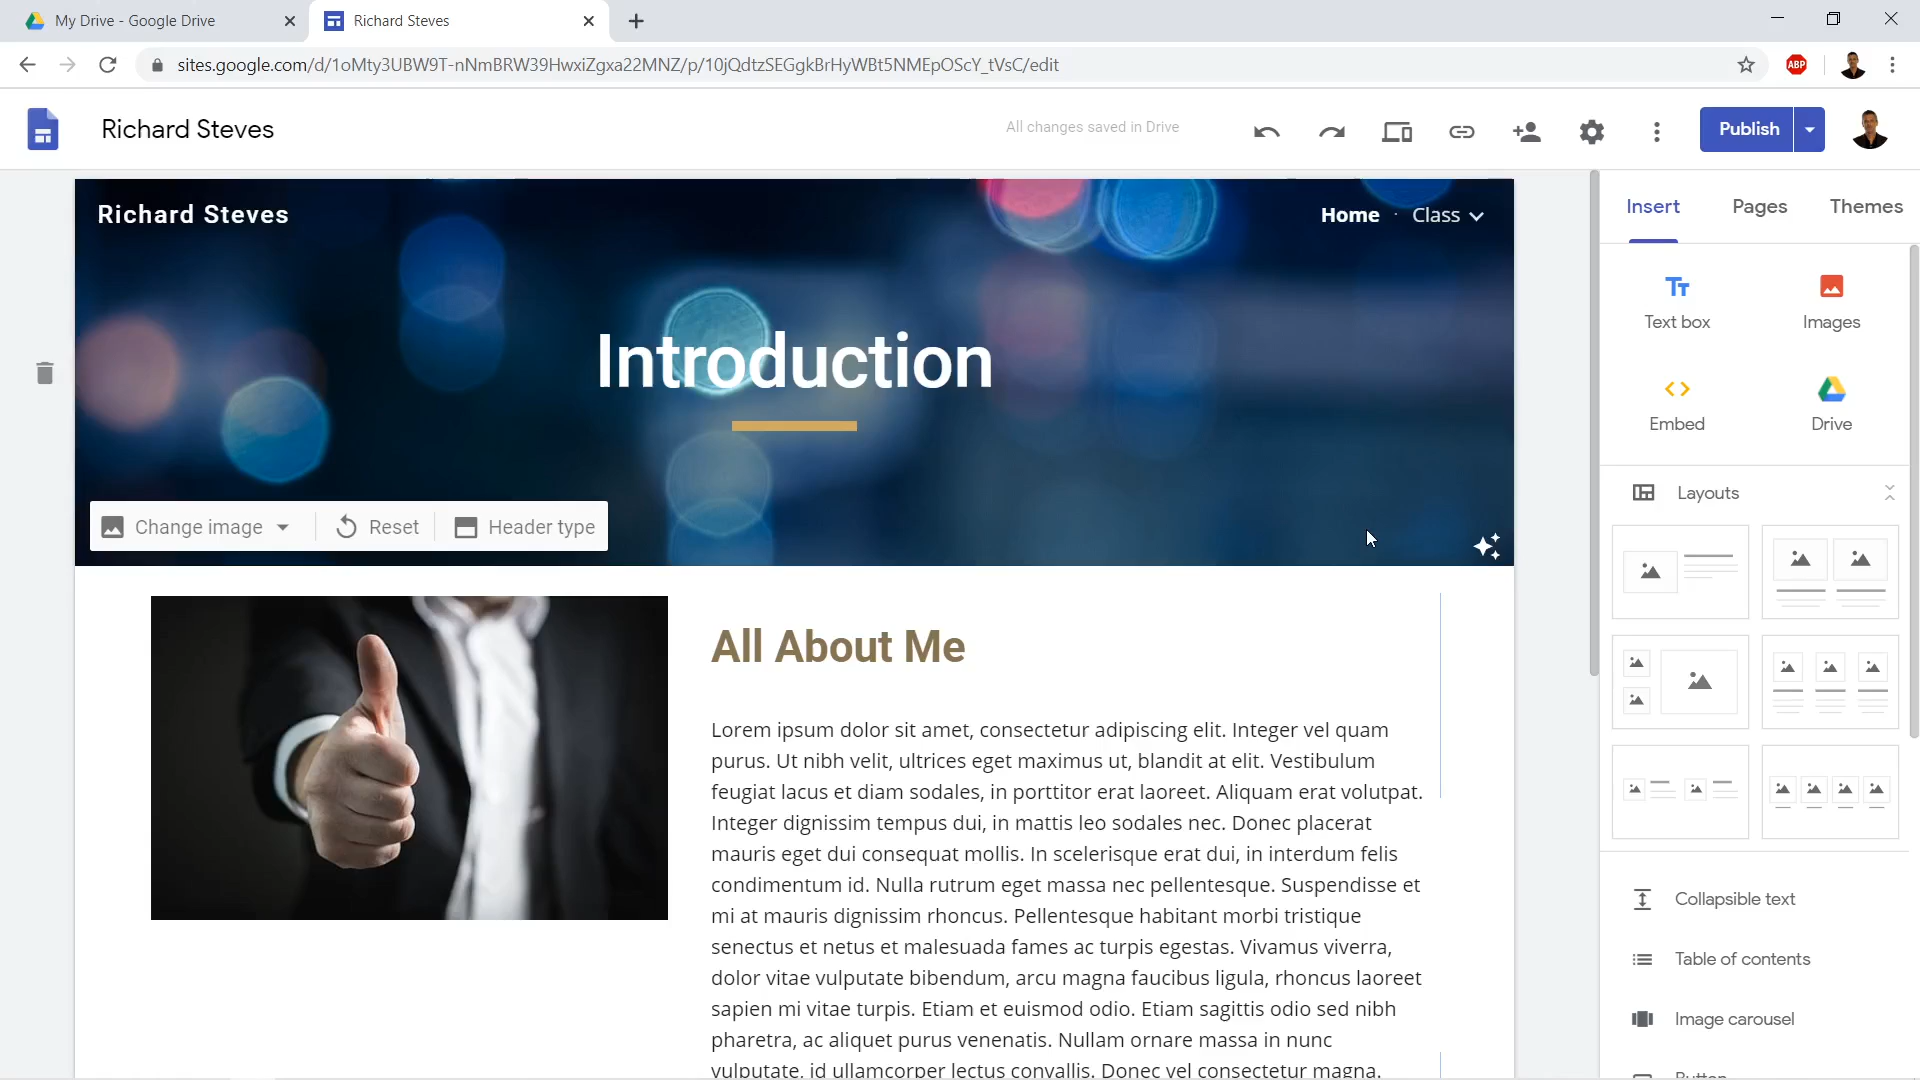 My Drive - Google Drive
Richard Steves
sites.google.com/d/1oMty3UBW9T-nNmBRW39HwxiZgxa22MNZ/p/10jQdtzSEGgkBrHyWBt5NMEpOScY_tVsC/edit
ABP
Richard Steves
All changes saved in Drive
Publish
Richard Steves
Home · Class
Introduction
Change image
Reset
Header type
All About Me
Lorem ipsum dolor sit amet, consectetur adipiscing elit. Integer vel quam
purus. Ut nibh velit, ultrices eget maximus ut, blandit at elit. Vestibulum
feugiat lacus et diam sodales, in porttitor erat laoreet. Aliquam erat volutpat.
Integer dignissim tempus dui, in mattis leo sodales nec. Donec placerat
mauris eget dui consequat mollis. In scelerisque erat dui, in interdum felis
condimentum id. Nulla rutrum eget massa nec pellentesque. Suspendisse et
mi at mauris dignissim rhoncus. Pellentesque habitant morbi tristique
senectus et netus et malesuada fames ac turpis egestas. Vivamus viverra,
dolor vitae vulputate bibendum, arcu magna faucibus ligula, rhoncus laoreet
sapien mi vitae turpis. Etiam et euismod odio. Etiam sagittis odio sed nibh
pharetra, ac aliquet purus venenatis. Nullam ornare massa in nunc
vulputate, id ullamcorper lectus convallis. Donec vel consectetur magna.
Insert
Pages
Themes
Tт
Text box
Images
Embed
Drive
Layouts
Collapsible text
Table of contents
Image carousel
Button